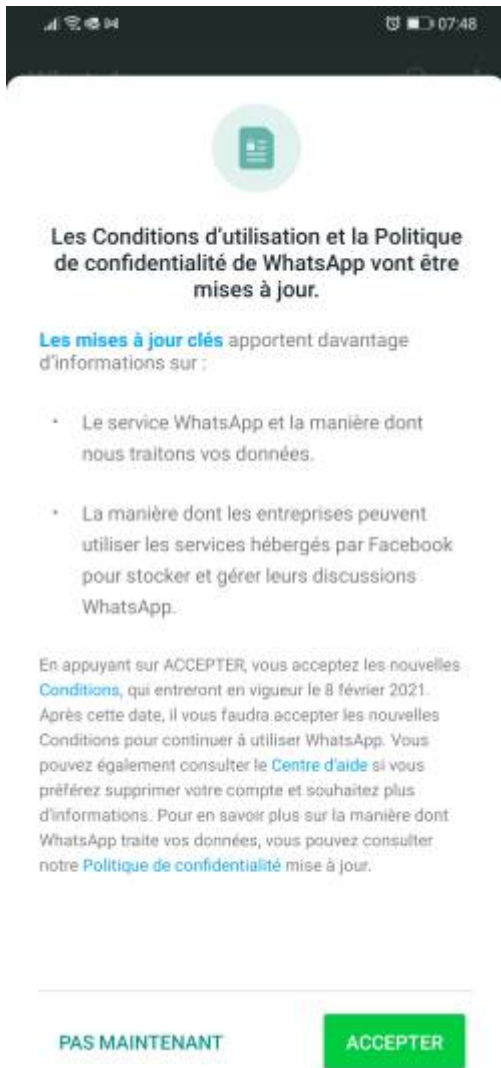 07:48
Les Conditions d'utilisation et la Politique
de confidentialité de WhatsApp vont être
mises à jour.
Les mises à jour clés apportent davantage
d'informations sur :
• Le service WhatsApp et la manière dont
nous traitons vos données.
• La manière dont les entreprises peuvent
utiliser les services hébergés par Facebook
pour stocker et gérer leurs discussions
WhatsApp.
En appuyant sur ACCEPTER, vous acceptez les nouvelles
Conditions, qui entreront en vigueur le 8 février 2021.
Après cette date, il vous faudra accepter les nouvelles
Conditions pour continuer à utiliser WhatsApp. Vous
pouvez également consulter le Centre d'aide si vous
préférez supprimer votre compte et souhaitez plus
d'informations. Pour en savoir plus sur la manière dont
WhatsApp traite vos données, vous pouvez consulter
notre Politique de confidentialité mise à jour.
PAS MAINTENANT
ACCEPTER